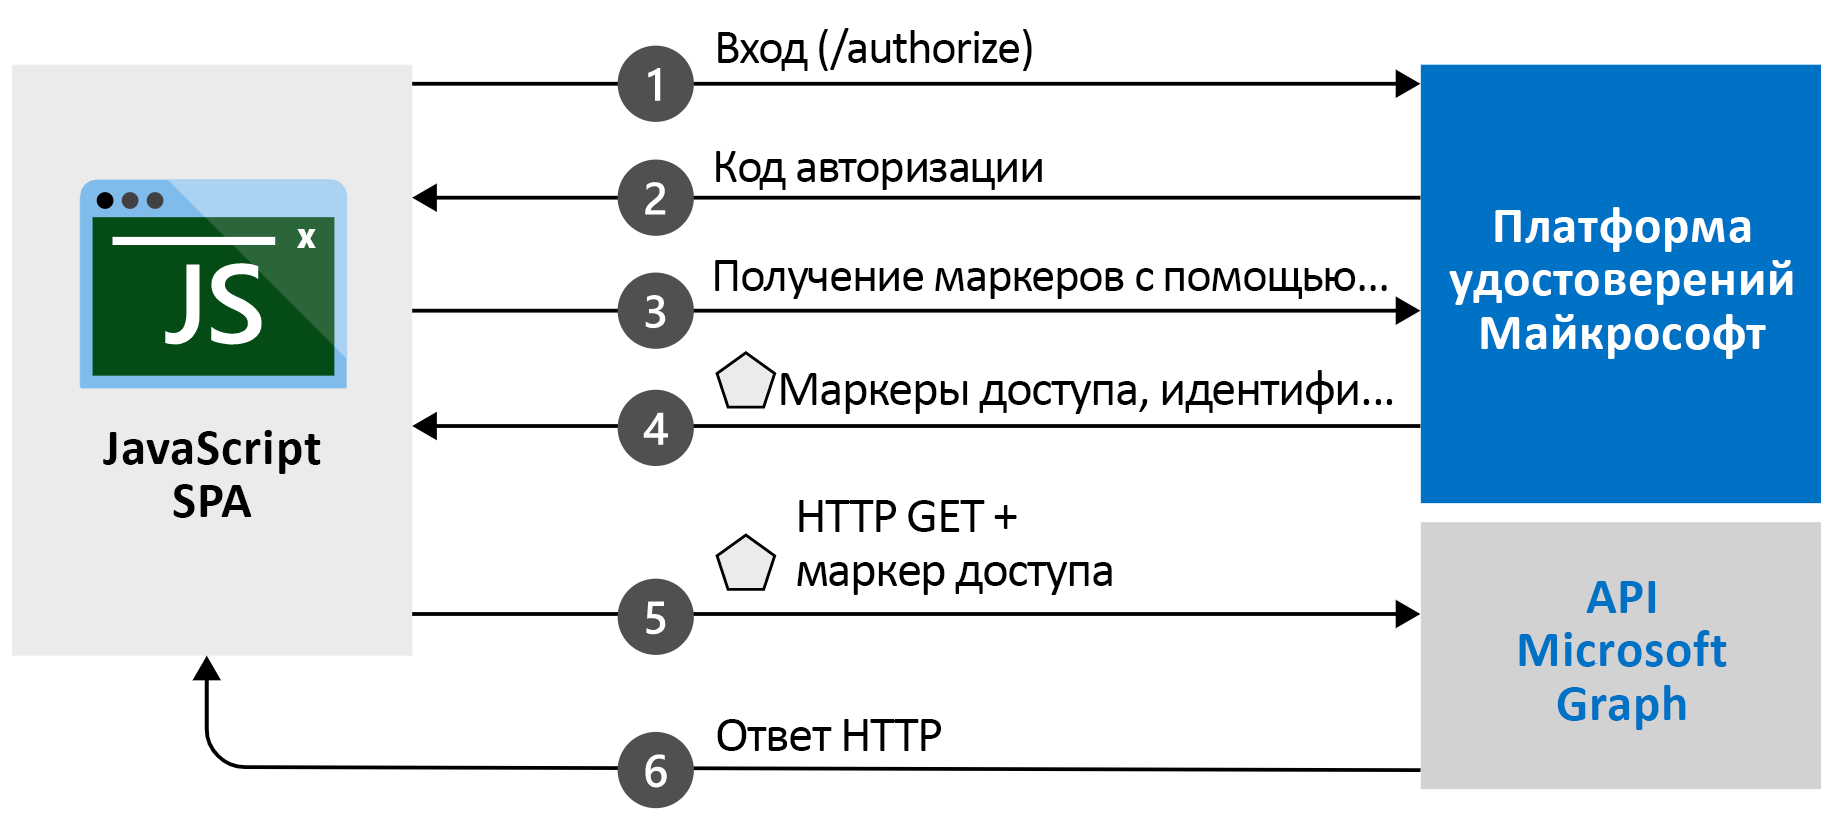 Вход (/authorize)
1
Код авторизации
2
Получение маркеров с помощью...
3
Маркеры доступа, идентифи...
4
HTTP GET +
маркер доступа
5
Ответ HTTP
6
x
JS
JavaScript
SPA
Платформа
удостоверений
Майкрософт
API
Microsoft
Graph